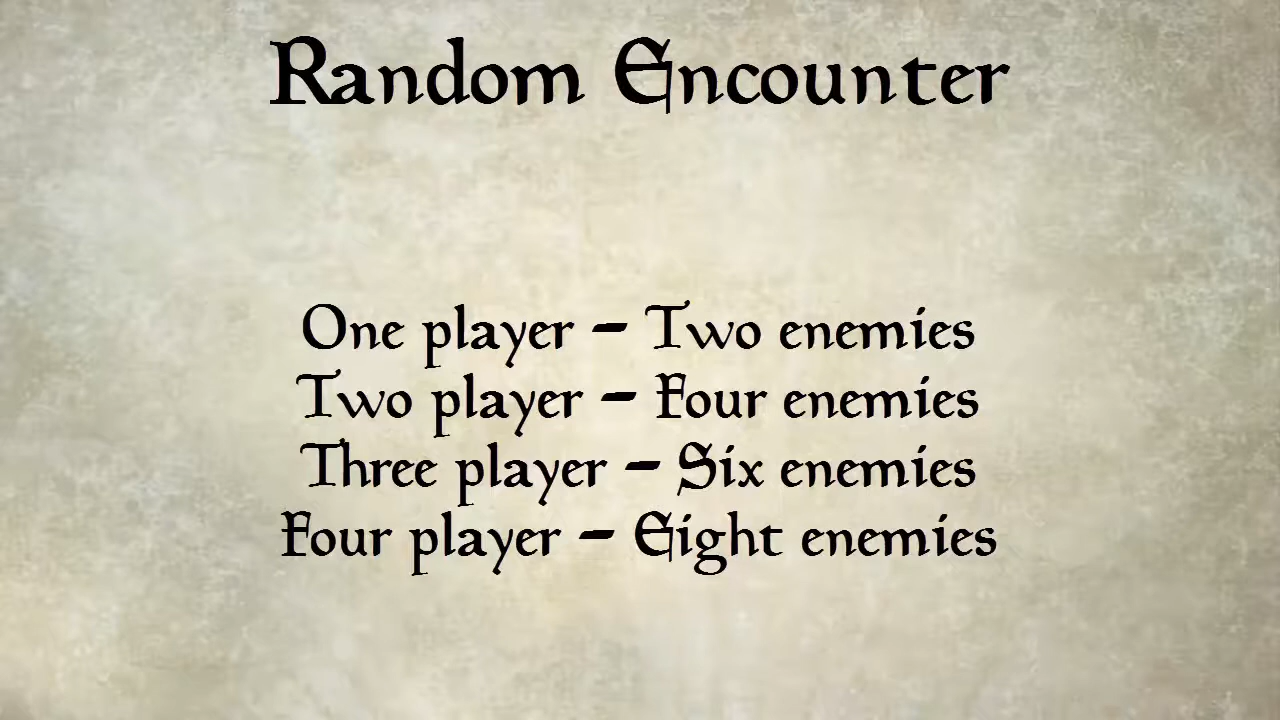 Random Encounter
One player - Two enemies
Two player - Four enemies
Three player - Six enemies
Four player - Eight enemies